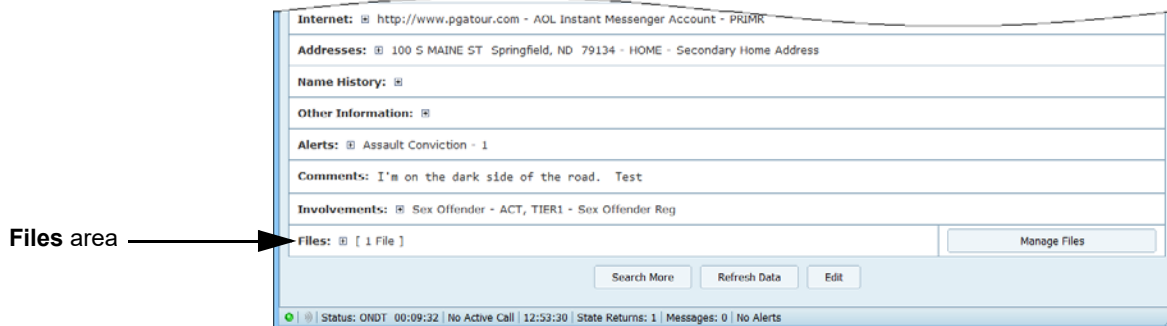 Internet: http://www.pgatour.com - AOL Instant Messenger Account - PRIMR
Addresses: 100 S MAINE ST Springfield, ND 79134 - HOME - Secondary Home Address
Name History:
Other Information:
Alerts: Assault Conviction - 1
Comments: I'm on the dark side of the road. Test
Involvements: Sex Offender - ACT, TIER1 - Sex Offender Reg
Files area
Files: [ 1 File ] Manage Files
Search More Refresh Data Edit
Status: ONDT 00:09:32 | No Active Call | 12:53:30 | State Returns: 1 | Messages: 0 | No Alerts